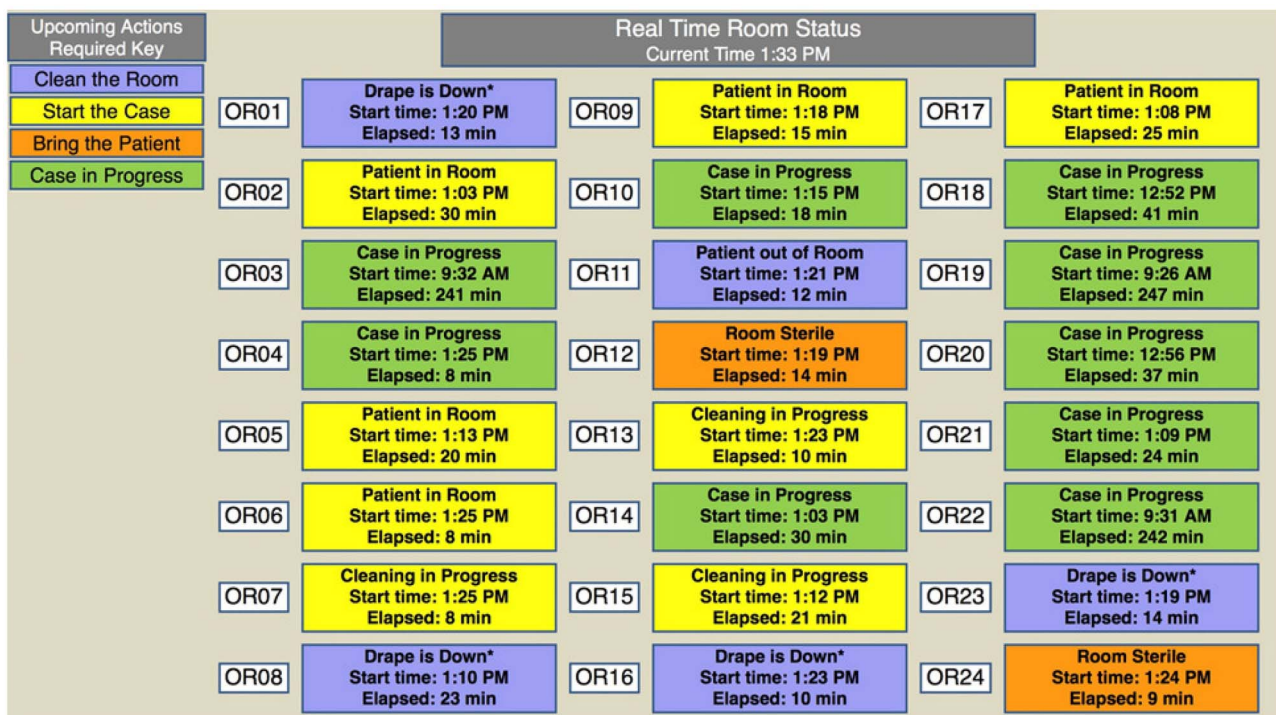 Upcoming Actions
Required Key
Clean the Room
Start the Case
Bring the Patient
Case in Progress
Real Time Room Status
Current Time 1:33 PM
OR01
Drape is Down*
Start time: 1:20 PM
Elapsed: 13 min
OR02
Patient in Room
Start time: 1:03 PM
Elapsed: 30 min
OR03
Case in Progress
Start time: 9:32 AM
Elapsed: 241 min
OR04
Case in Progress
Start time: 1:25 PM
Elapsed: 8 min
OR05
Patient in Room
Start time: 1:13 PM
Elapsed: 20 min
OR06
Patient in Room
Start time: 1:25 PM
Elapsed: 8 min
OR07
Cleaning in Progress
Start time: 1:25 PM
Elapsed: 8 min
OR08
Drape is Down*
Start time: 1:10 PM
Elapsed: 23 min
OR09
Patient in Room
Start time: 1:18 PM
Elapsed: 15 min
OR10
Case in Progress
Start time: 1:15 PM
Elapsed: 18 min
OR11
Patient out of Room
Start time: 1:21 PM
Elapsed: 12 min
OR12
Room Sterile
Start time: 1:19 PM
Elapsed: 14 min
OR13
Cleaning in Progress
Start time: 1:23 PM
Elapsed: 10 min
OR14
Case in Progress
Start time: 1:03 PM
Elapsed: 30 min
OR15
Cleaning in Progress
Start time: 1:12 PM
Elapsed: 21 min
OR16
Drape is Down*
Start time: 1:23 PM
Elapsed: 10 min
OR17
Patient in Room
Start time: 1:08 PM
Elapsed: 25 min
OR18
Case in Progress
Start time: 12:52 PM
Elapsed: 41 min
OR19
Case in Progress
Start time: 9:26 AM
Elapsed: 247 min
OR20
Case in Progress
Start time: 12:56 PM
Elapsed: 37 min
OR21
Case in Progress
Start time: 1:09 PM
Elapsed: 24 min
OR22
Case in Progress
Start time: 9:31 AM
Elapsed: 242 min
OR23
Drape is Down*
Start time: 1:19 PM
Elapsed: 14 min
OR24
Room Sterile
Start time: 1:24 PM
Elapsed: 9 min